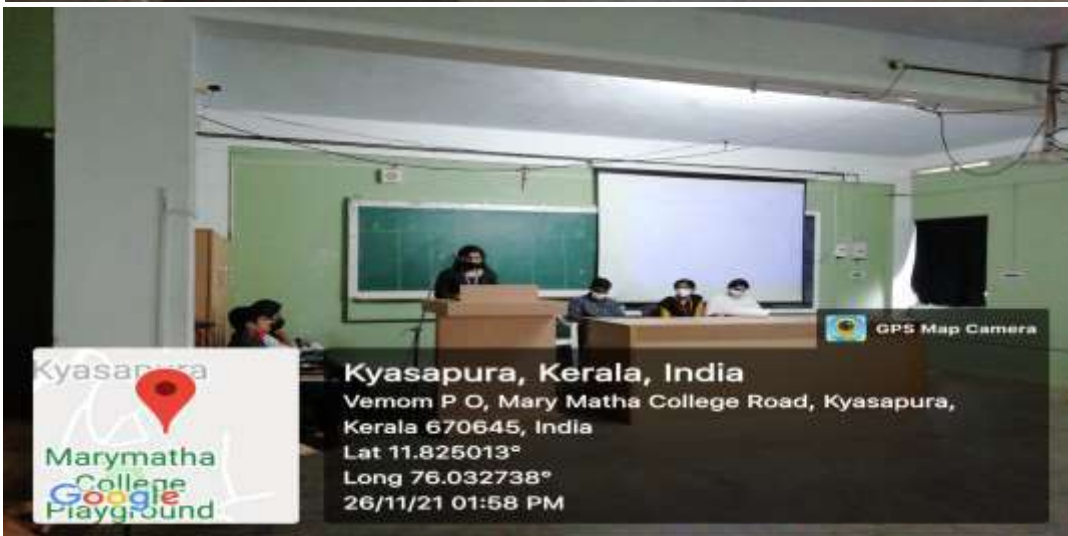 GPS Map Camera
Kyasapura
Marymatha
College
Playground
Google
Kyasapura, Kerala, India
Vemom P O, Mary Matha College Road, Kyasapura,
Kerala 670645, India
Lat 11.825013°
Long 76.032738°
26/11/21 01:58 PM